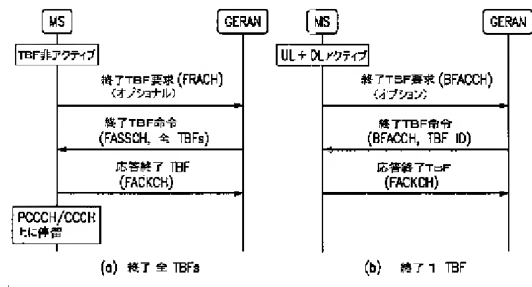 MS
GERAN
TBF非アクティブ
終了TBF要求(FRACH)
(オプショナル)
終了TBF命令
(FASSCH, 全 TBFs)
応答終了 TBF
(FACKCH)
PCCCH/CCCH
上に停留
(a) 終了 全 TBFs
MS
GERAN
UL + DLアクティブ
終了TBF要求(BFACCH)
(オプション)
終了TBF命令
(BFACCH, TBF ID)
応答終了TBF
(FACKCH)
(b) 終了 1 TBF